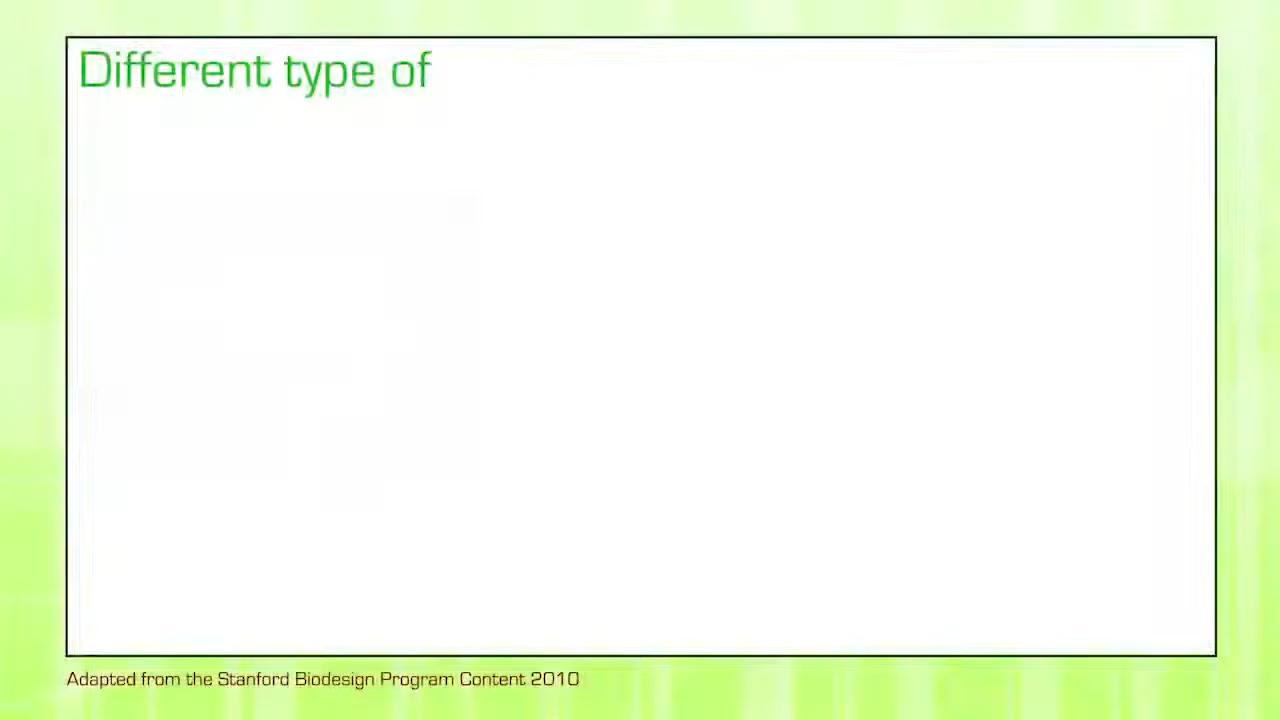 Different type of
Adapted from the Stanford Biodesign Program Content 2010